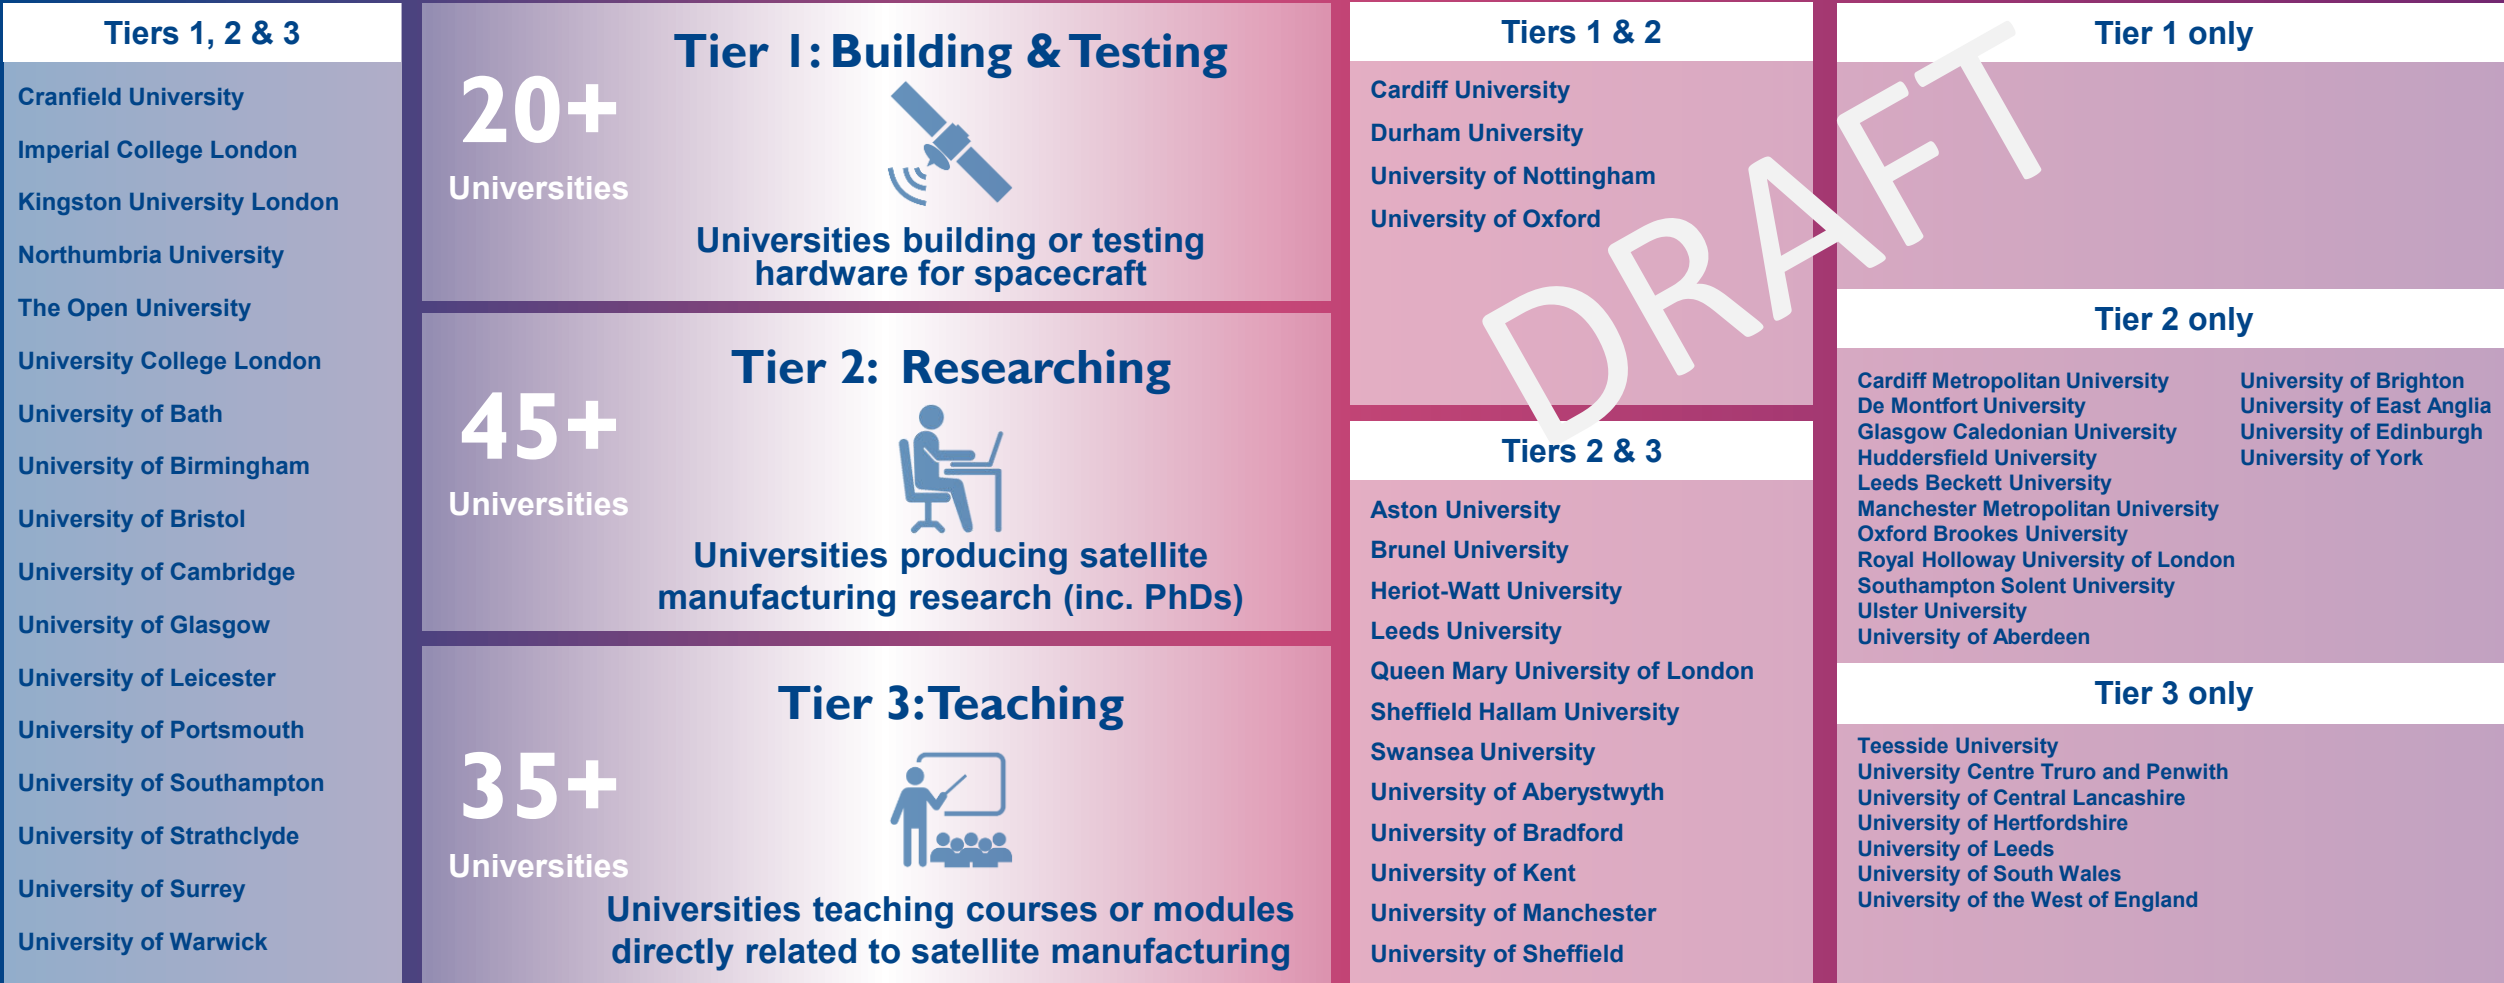 Tiers 1, 2 & 3
Cranfield University
Imperial College London
Kingston University London
Northumbria University
The Open University
University College London
University of Bath
University of Birmingham
University of Bristol
University of Cambridge
University of Glasgow
University of Leicester
University of Portsmouth
University of Southampton
University of Strathclyde
University of Surrey
University of Warwick
Tier 1: Building & Testing
20+
Universities
Universities building or testing
hardware for spacecraft
Tier 2: Researching
45+
Universities
Universities producing satellite
manufacturing research (inc. PhDs)
Tier 3: Teaching
35+
Universities
Universities teaching courses or modules
directly related to satellite manufacturing
Tiers 1 & 2
Cardiff University
Durham University
University of Nottingham
University of Oxford
Tiers 2 & 3
Aston University
Brunel University
Heriot-Watt University
Leeds University
Queen Mary University of London
Sheffield Hallam University
Swansea University
University of Aberystwyth
University of Bradford
University of Kent
University of Manchester
University of Sheffield
Tier 1 only
DRAFT
Tier 2 only
Cardiff Metropolitan University
De Montfort University
Glasgow Caledonian University
Huddersfield University
Leeds Beckett University
Manchester Metropolitan University
Oxford Brookes University
Royal Holloway University of London
Southampton Solent University
Ulster University
University of Aberdeen
University of Brighton
University of East Anglia
University of Edinburgh
University of York
Tier 3 only
Teesside University
University Centre Truro and Penwith
University of Central Lancashire
University of Hertfordshire
University of Leeds
University of South Wales
University of the West of England